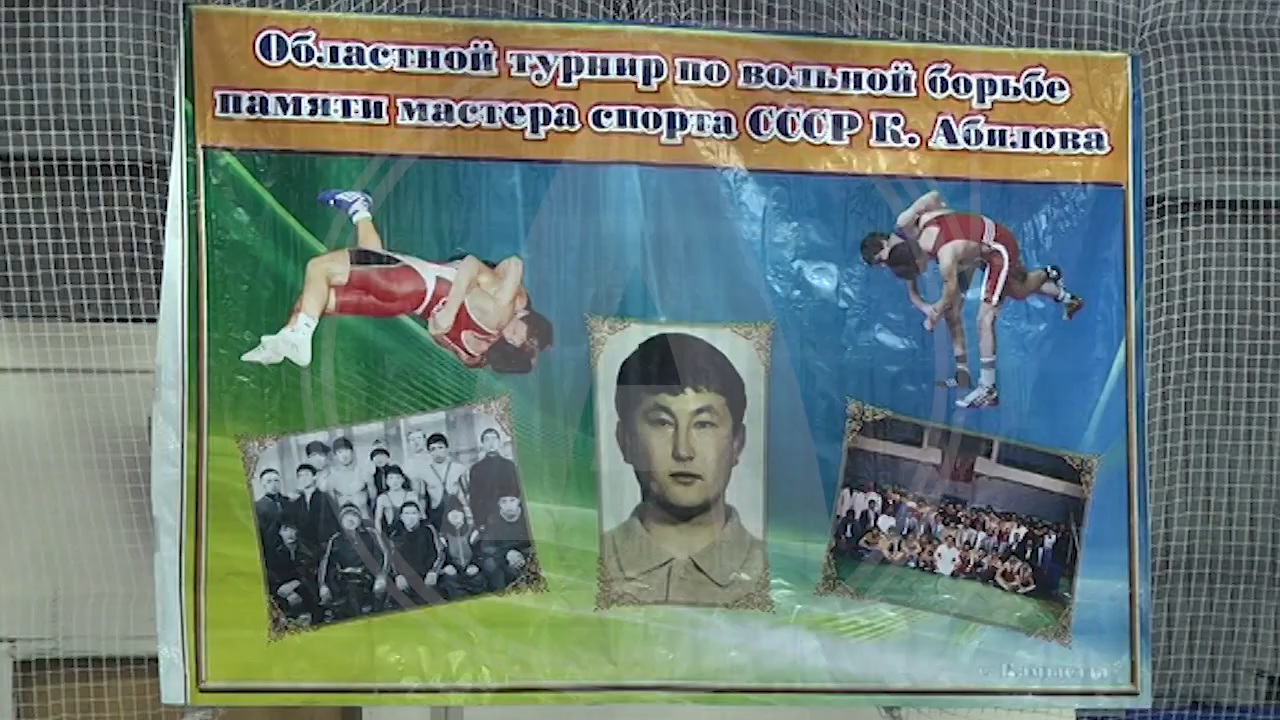 Областной турнир по вольной борьбе
памяти мастера спорта СССР К. Абилова